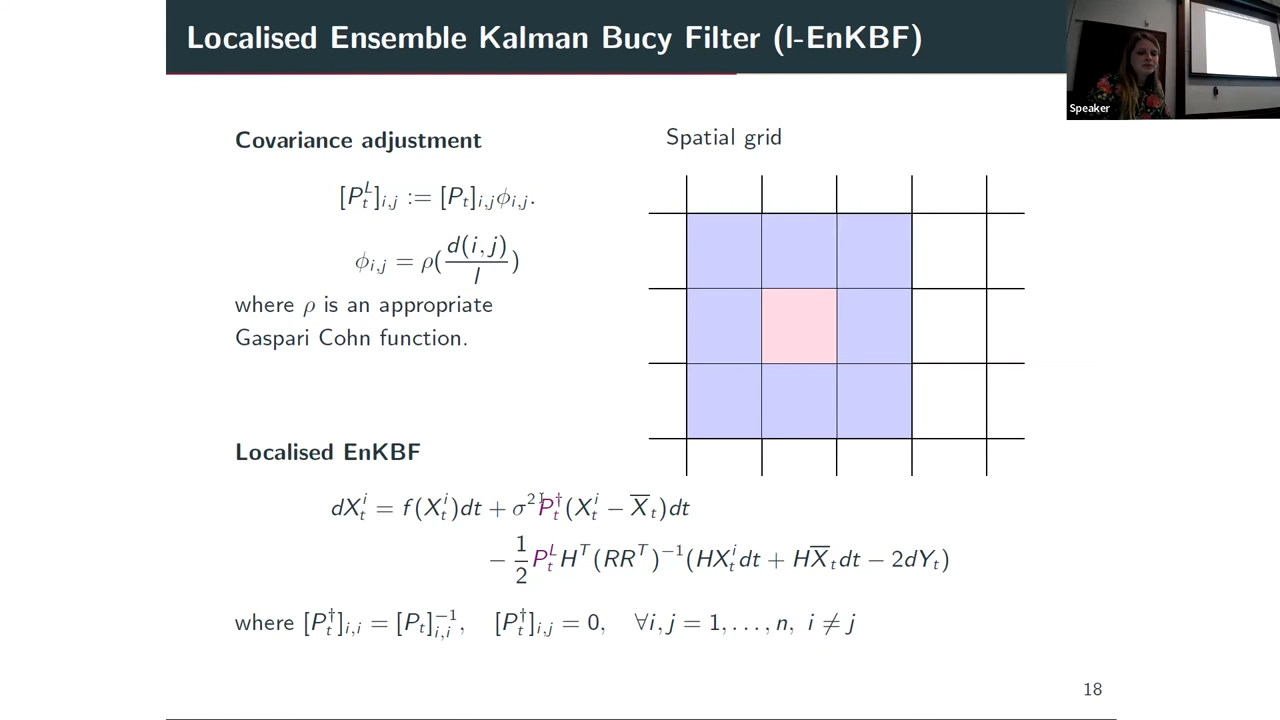 Localised Ensemble Kalman Bucy Filter (l-EnKBF)
Speaker
Covariance adjustment
[P_t^L]_{i,j} := [P_t]_{i,j} ϕ_{i,j}.
ϕ_{i,j} = ρ(d(i,j)/l)
where ρ is an appropriate
Gaspari Cohn function.
Spatial grid
Localised EnKBF
dX_t^i = f(X_t^i)dt + σ² P_t^†(X_t^i − X̅_t)dt
− 1/2 P_t^L H^T (RR^T)^{−1}(HX_t^i dt + HX̅_t dt − 2dY_t)
where [P_t^†]_{i,i} = [P_t]_{i,i}^{−1}, [P_t^†]_{i,j} = 0, ∀i, j = 1, . . . , n, i ≠ j
18